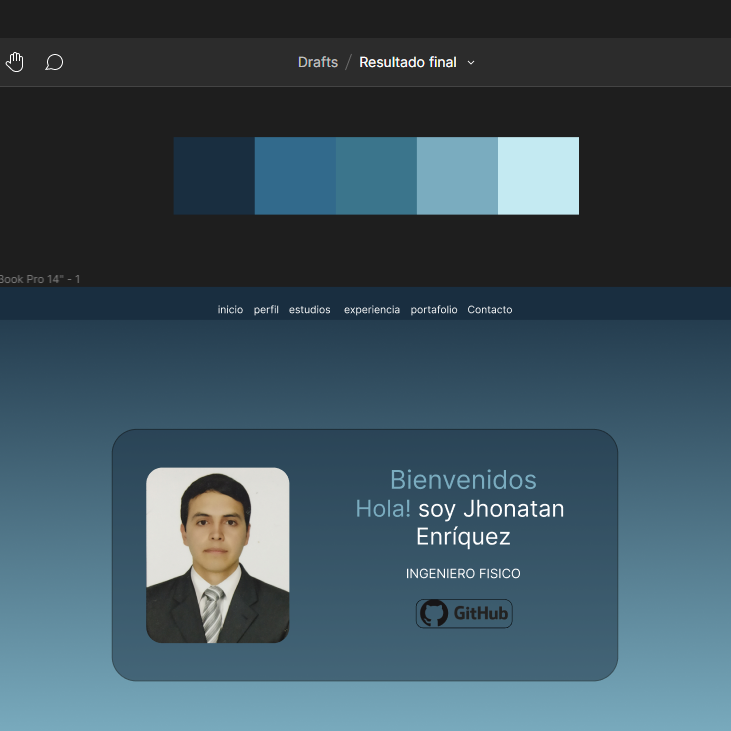 Drafts / Resultado final
Book Pro 14" - 1
inicio perfil estudios experiencia portafolio Contacto
Bienvenidos
Hola! soy Jhonatan
Enríquez
INGENIERO FISICO
GitHub